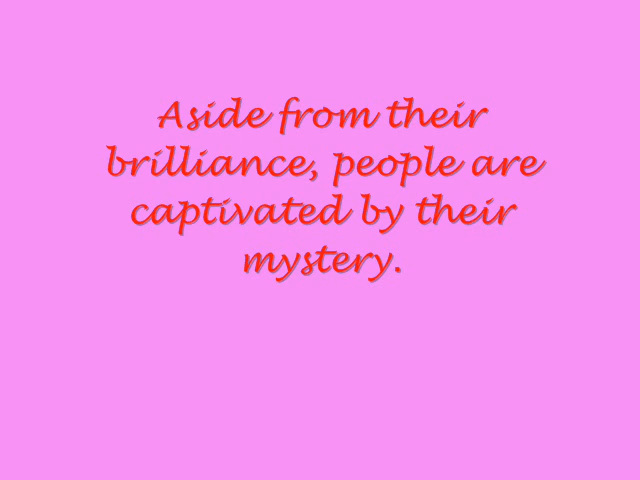 Aside from their
brilliance, people are
captivated by their
mystery.